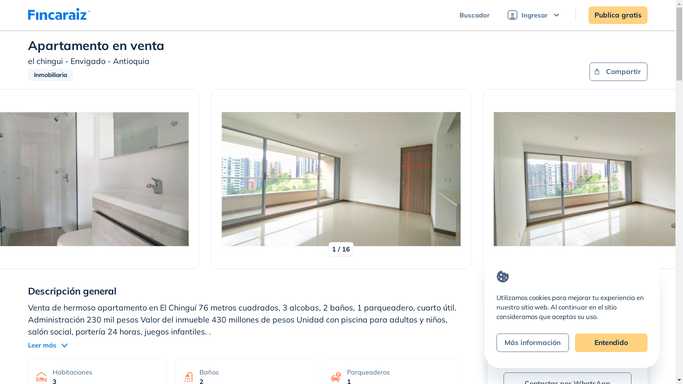 Fincaraiz
Buscador
Ingresar
Publica gratis
Apartamento en venta
el chingui - Envigado - Antioquia
Inmobiliaria
Compartir
1 / 16
Descripción general
Venta de hermoso apartamento en El Chinguí 76 metros cuadrados, 3 alcobas, 2 baños, 1 parqueadero, cuarto útil.
Administración 230 mil pesos Valor del inmueble 430 millones de pesos Unidad con piscina para adultos y niños,
salón social, portería 24 horas, juegos infantiles. .
Leer más
Habitaciones
3
Baños
2
Parqueaderos
1
Utilizamos cookies para mejorar tu experiencia en
nuestro sitio web. Al continuar en el sitio
consideramos que aceptas su uso.
Más información
Entendido
Contactar por WhatsApp